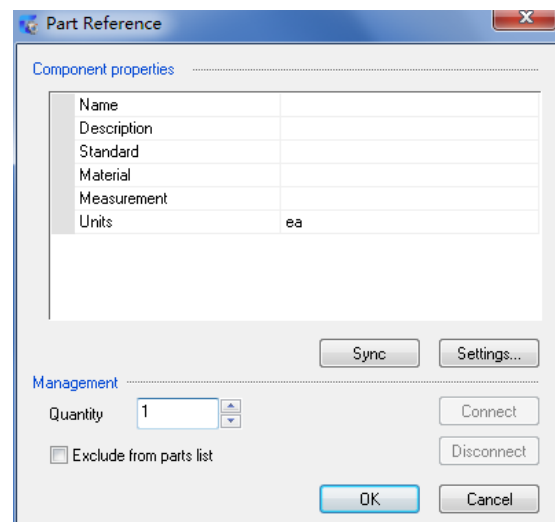 Part Reference
Component properties
Name
Description
Standard
Material
Measurement
Units ea
Sync Settings...
Management
Quantity 1 Connect
Exclude from parts list Disconnect
OK Cancel